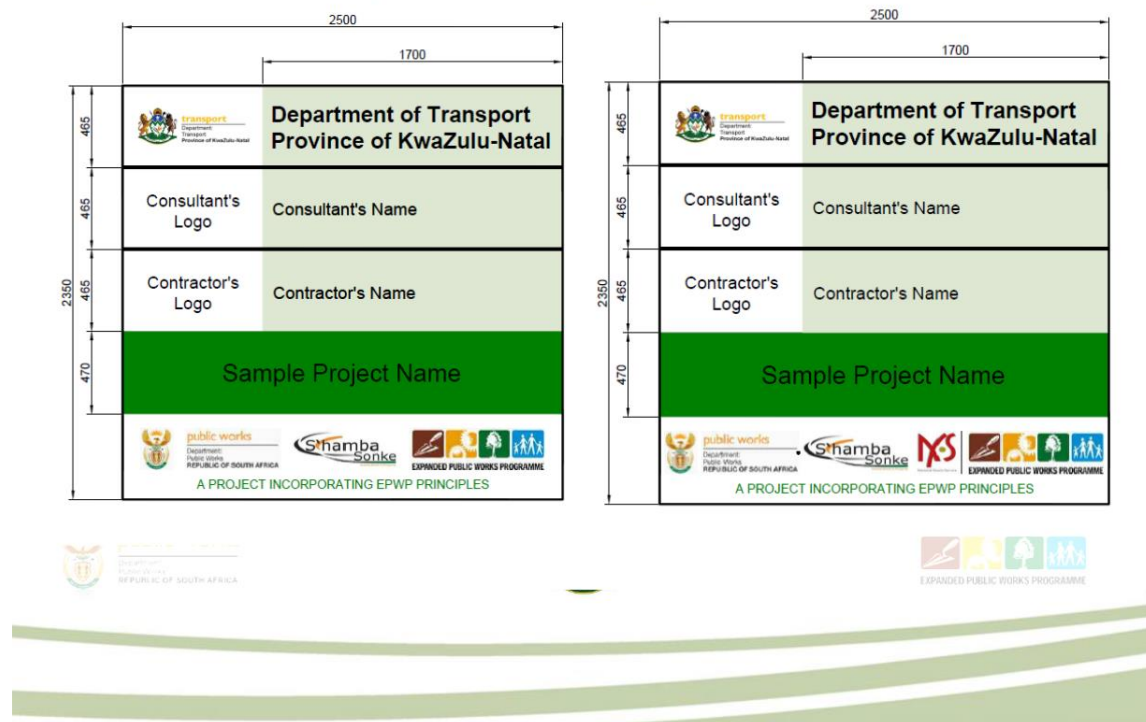 2500
1700
2350
465
465
465
470
transport
Department:
Transport
Province of KwaZulu-Natal
Department of Transport
Province of KwaZulu-Natal
Consultant's
Logo
Consultant's Name
Contractor's
Logo
Contractor's Name
Sample Project Name
public works
Department:
Public Works
REPUBLIC OF SOUTH AFRICA
S'hamba
Sonke
EXPANDED PUBLIC WORKS PROGRAMME
A PROJECT INCORPORATING EPWP PRINCIPLES
2500
1700
2350
465
465
465
470
transport
Department:
Transport
Province of KwaZulu-Natal
Department of Transport
Province of KwaZulu-Natal
Consultant's
Logo
Consultant's Name
Contractor's
Logo
Contractor's Name
Sample Project Name
public works
Department:
Public Works
REPUBLIC OF SOUTH AFRICA
S'hamba
Sonke
NYS
EXPANDED PUBLIC WORKS PROGRAMME
A PROJECT INCORPORATING EPWP PRINCIPLES
REPUBLIC OF SOUTH AFRICA
EXPANDED PUBLIC WORKS PROGRAMME